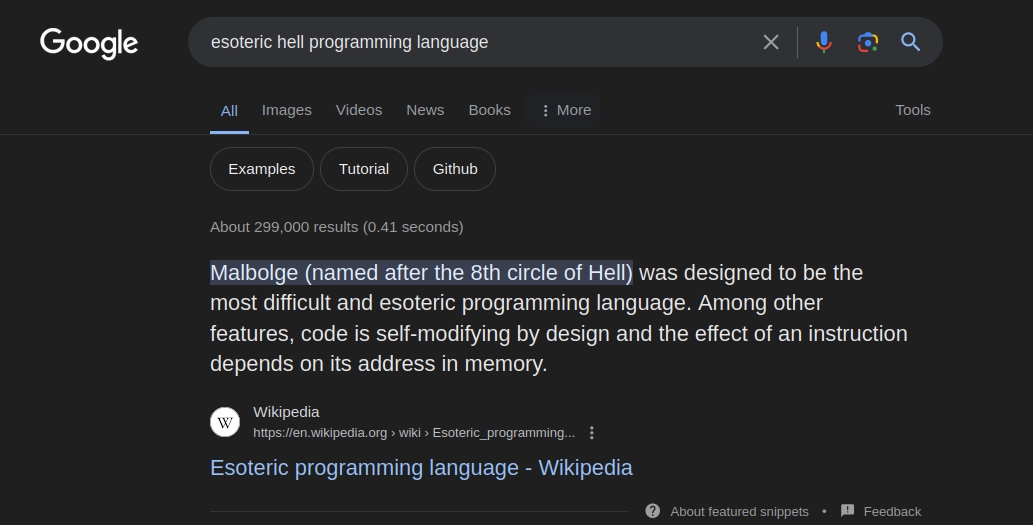 Google
esoteric hell programming language
All Images Videos News Books More Tools
Examples Tutorial Github
About 299,000 results (0.41 seconds)
Malbolge (named after the 8th circle of Hell) was designed to be the
most difficult and esoteric programming language. Among other
features, code is self-modifying by design and the effect of an instruction
depends on its address in memory.
W
Wikipedia
https://en.wikipedia.org › wiki › Esoteric_programming...
Esoteric programming language - Wikipedia
About featured snippets • Feedback